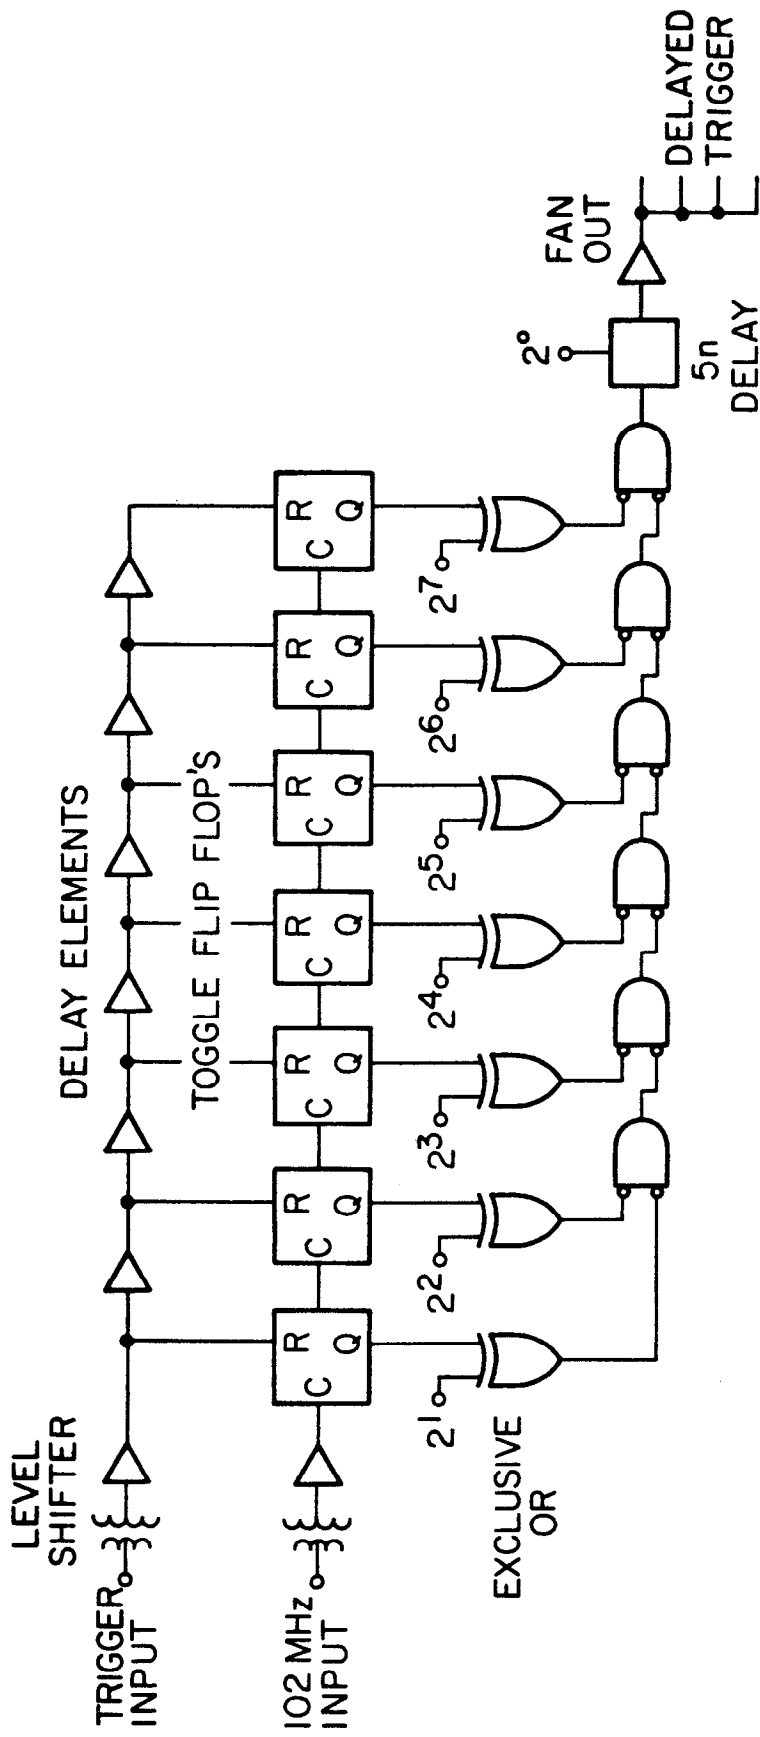 LEVEL
SHIFTER
TRIGGER
INPUT
DELAY ELEMENTS
TOGGLE FLIP FLOP'S
102 MHz
INPUT
R
C
Q
R
C
Q
R
C
Q
R
C
Q
R
C
Q
R
C
Q
R
C
Q
2¹
2²
2³
2⁴
2⁵
2⁶
2⁷
EXCLUSIVE
OR
2⁰
5n
DELAY
FAN
OUT
DELAYED
TRIGGER